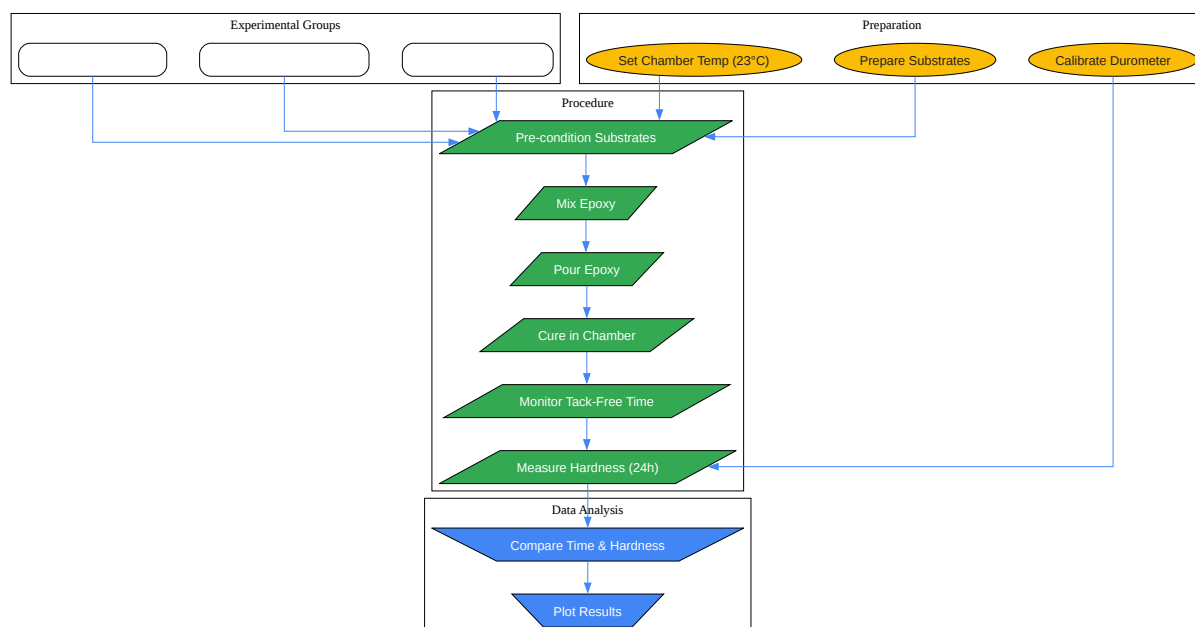 Experimental Groups
Preparation
Set Chamber Temp (23°C)
Prepare Substrates
Calibrate Durometer
Procedure
Pre-condition Substrates
Mix Epoxy
Pour Epoxy
Cure in Chamber
Monitor Tack-Free Time
Measure Hardness (24h)
Data Analysis
Compare Time & Hardness
Plot Results